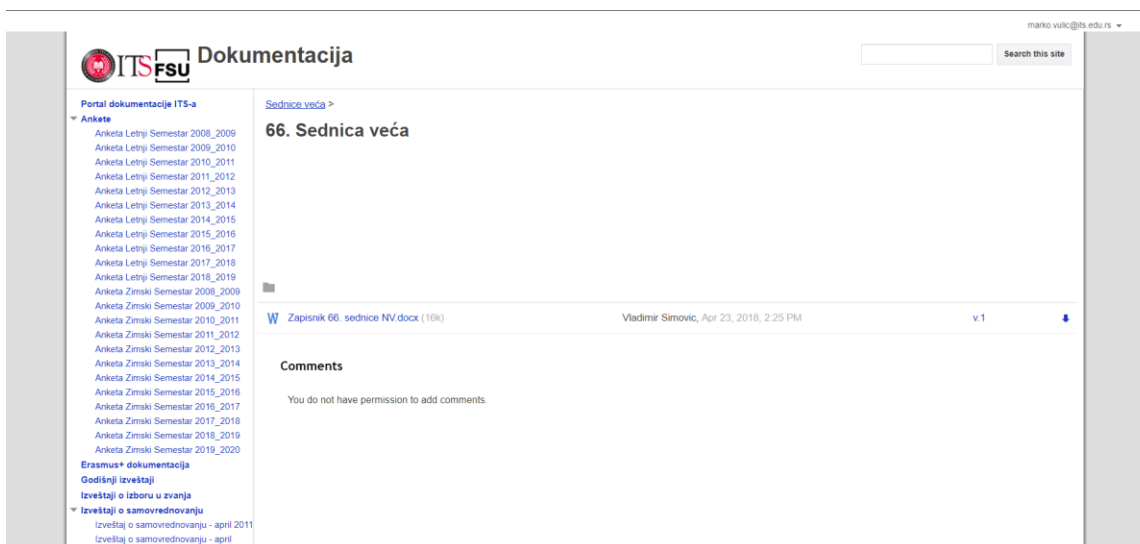 marko.vulic@its.edu.rs
ITS FSU Dokumentacija
Search this site
Portal dokumentacije ITS-a
Ankete
Anketa Letnji Semestar 2008_2009
Anketa Letnji Semestar 2009_2010
Anketa Letnji Semestar 2010_2011
Anketa Letnji Semestar 2011_2012
Anketa Letnji Semestar 2012_2013
Anketa Letnji Semestar 2013_2014
Anketa Letnji Semestar 2014_2015
Anketa Letnji Semestar 2015_2016
Anketa Letnji Semestar 2016_2017
Anketa Letnji Semestar 2017_2018
Anketa Letnji Semestar 2018_2019
Anketa Zimski Semestar 2008_2009
Anketa Zimski Semestar 2009_2010
Anketa Zimski Semestar 2010_2011
Anketa Zimski Semestar 2011_2012
Anketa Zimski Semestar 2012_2013
Anketa Zimski Semestar 2013_2014
Anketa Zimski Semestar 2014_2015
Anketa Zimski Semestar 2015_2016
Anketa Zimski Semestar 2016_2017
Anketa Zimski Semestar 2017_2018
Anketa Zimski Semestar 2018_2019
Anketa Zimski Semestar 2019_2020
Erasmus+ dokumentacija
Godišnji izveštaji
Izveštaji o izboru u zvanja
Izveštaji o samovrednovanju
Izveštaj o samovrednovanju - april 2011
Izveštaj o samovrednovanju - april
Sednice veća >
66. Sednica veća
W Zapisnik 66. sednice NV.docx (16k) Vladimir Simovic, Apr 23, 2018, 2:25 PM v.1
Comments
You do not have permission to add comments.